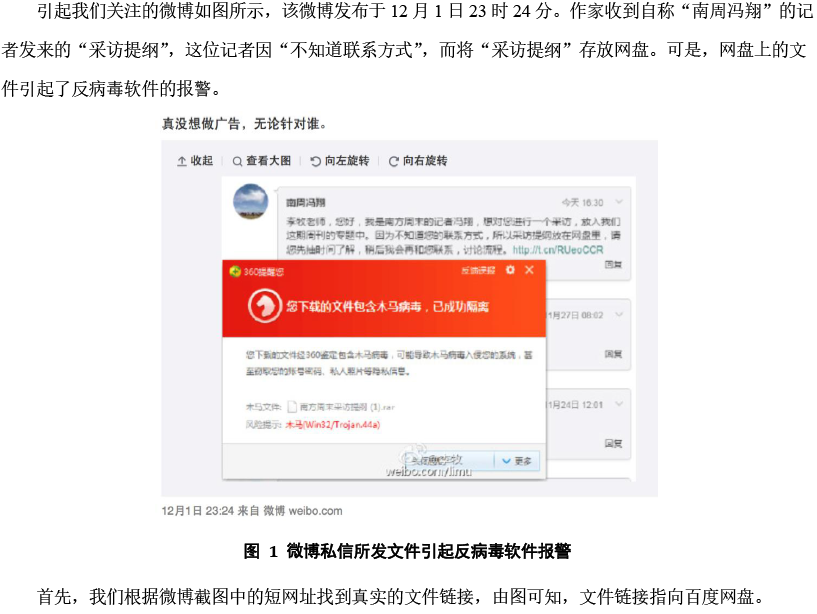 引起我们关注的微博如图所示，该微博发布于 12 月 1 日 23 时 24 分。作家收到自称“南周冯翔”的记
者发来的“采访提纲”，这位记者因“不知道联系方式”，而将“采访提纲”存放网盘。可是，网盘上的文
件引起了反病毒软件的报警。
真没想做广告，无论针对谁。
收起 查看大图 向左旋转 向右旋转
南周冯翔 今天 16:30
李牧老师，您好，我是南方周末的记者冯翔，想对您进行一个采访，放入我们
这期周刊的专题中。因为不知道您的联系方式，所以采访提纲放在网盘里，请
您先抽时间了解，稍后我会再和您联系，讨论流程。http://t.cn/RUeoCCR
回复
360提醒您 反馈误报
您下载的文件包含木马病毒，已成功隔离
1月27日 08:02
您下载的文件经360鉴定包含木马病毒，可能导致木马病毒入侵您的系统，甚
至窃取您的账号密码、私人照片等隐私信息。
回复
木马文件: 南方周末采访提纲 (1).rar
1月24日 12:01
风险提示: 木马(Win32/Trojan.44a)
回复
更多
weibo.com/limu
12月1日 23:24 来自 微博 weibo.com
图 1 微博私信所发文件引起反病毒软件报警
首先，我们根据微博截图中的短网址找到真实的文件链接，由图可知，文件链接指向百度网盘。